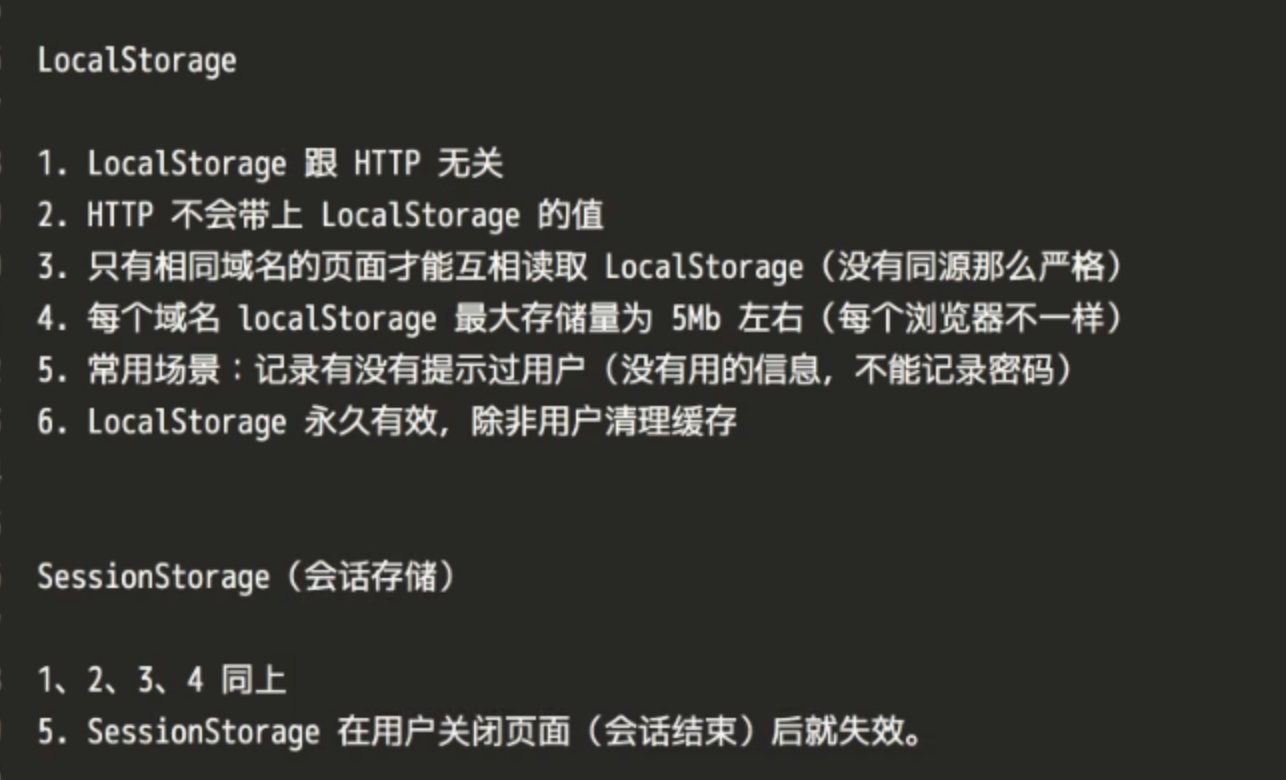 LocalStorage
1. LocalStorage 跟 HTTP 无关
2. HTTP 不会带上 LocalStorage 的值
3. 只有相同域名的页面才能互相读取 LocalStorage（没有同源那么严格）
4. 每个域名 localStorage 最大存储量为 5Mb 左右（每个浏览器不一样）
5. 常用场景：记录有没有提示过用户（没有用的信息，不能记录密码）
6. LocalStorage 永久有效，除非用户清理缓存
SessionStorage（会话存储）
1、2、3、4 同上
5. SessionStorage 在用户关闭页面（会话结束）后就失效。